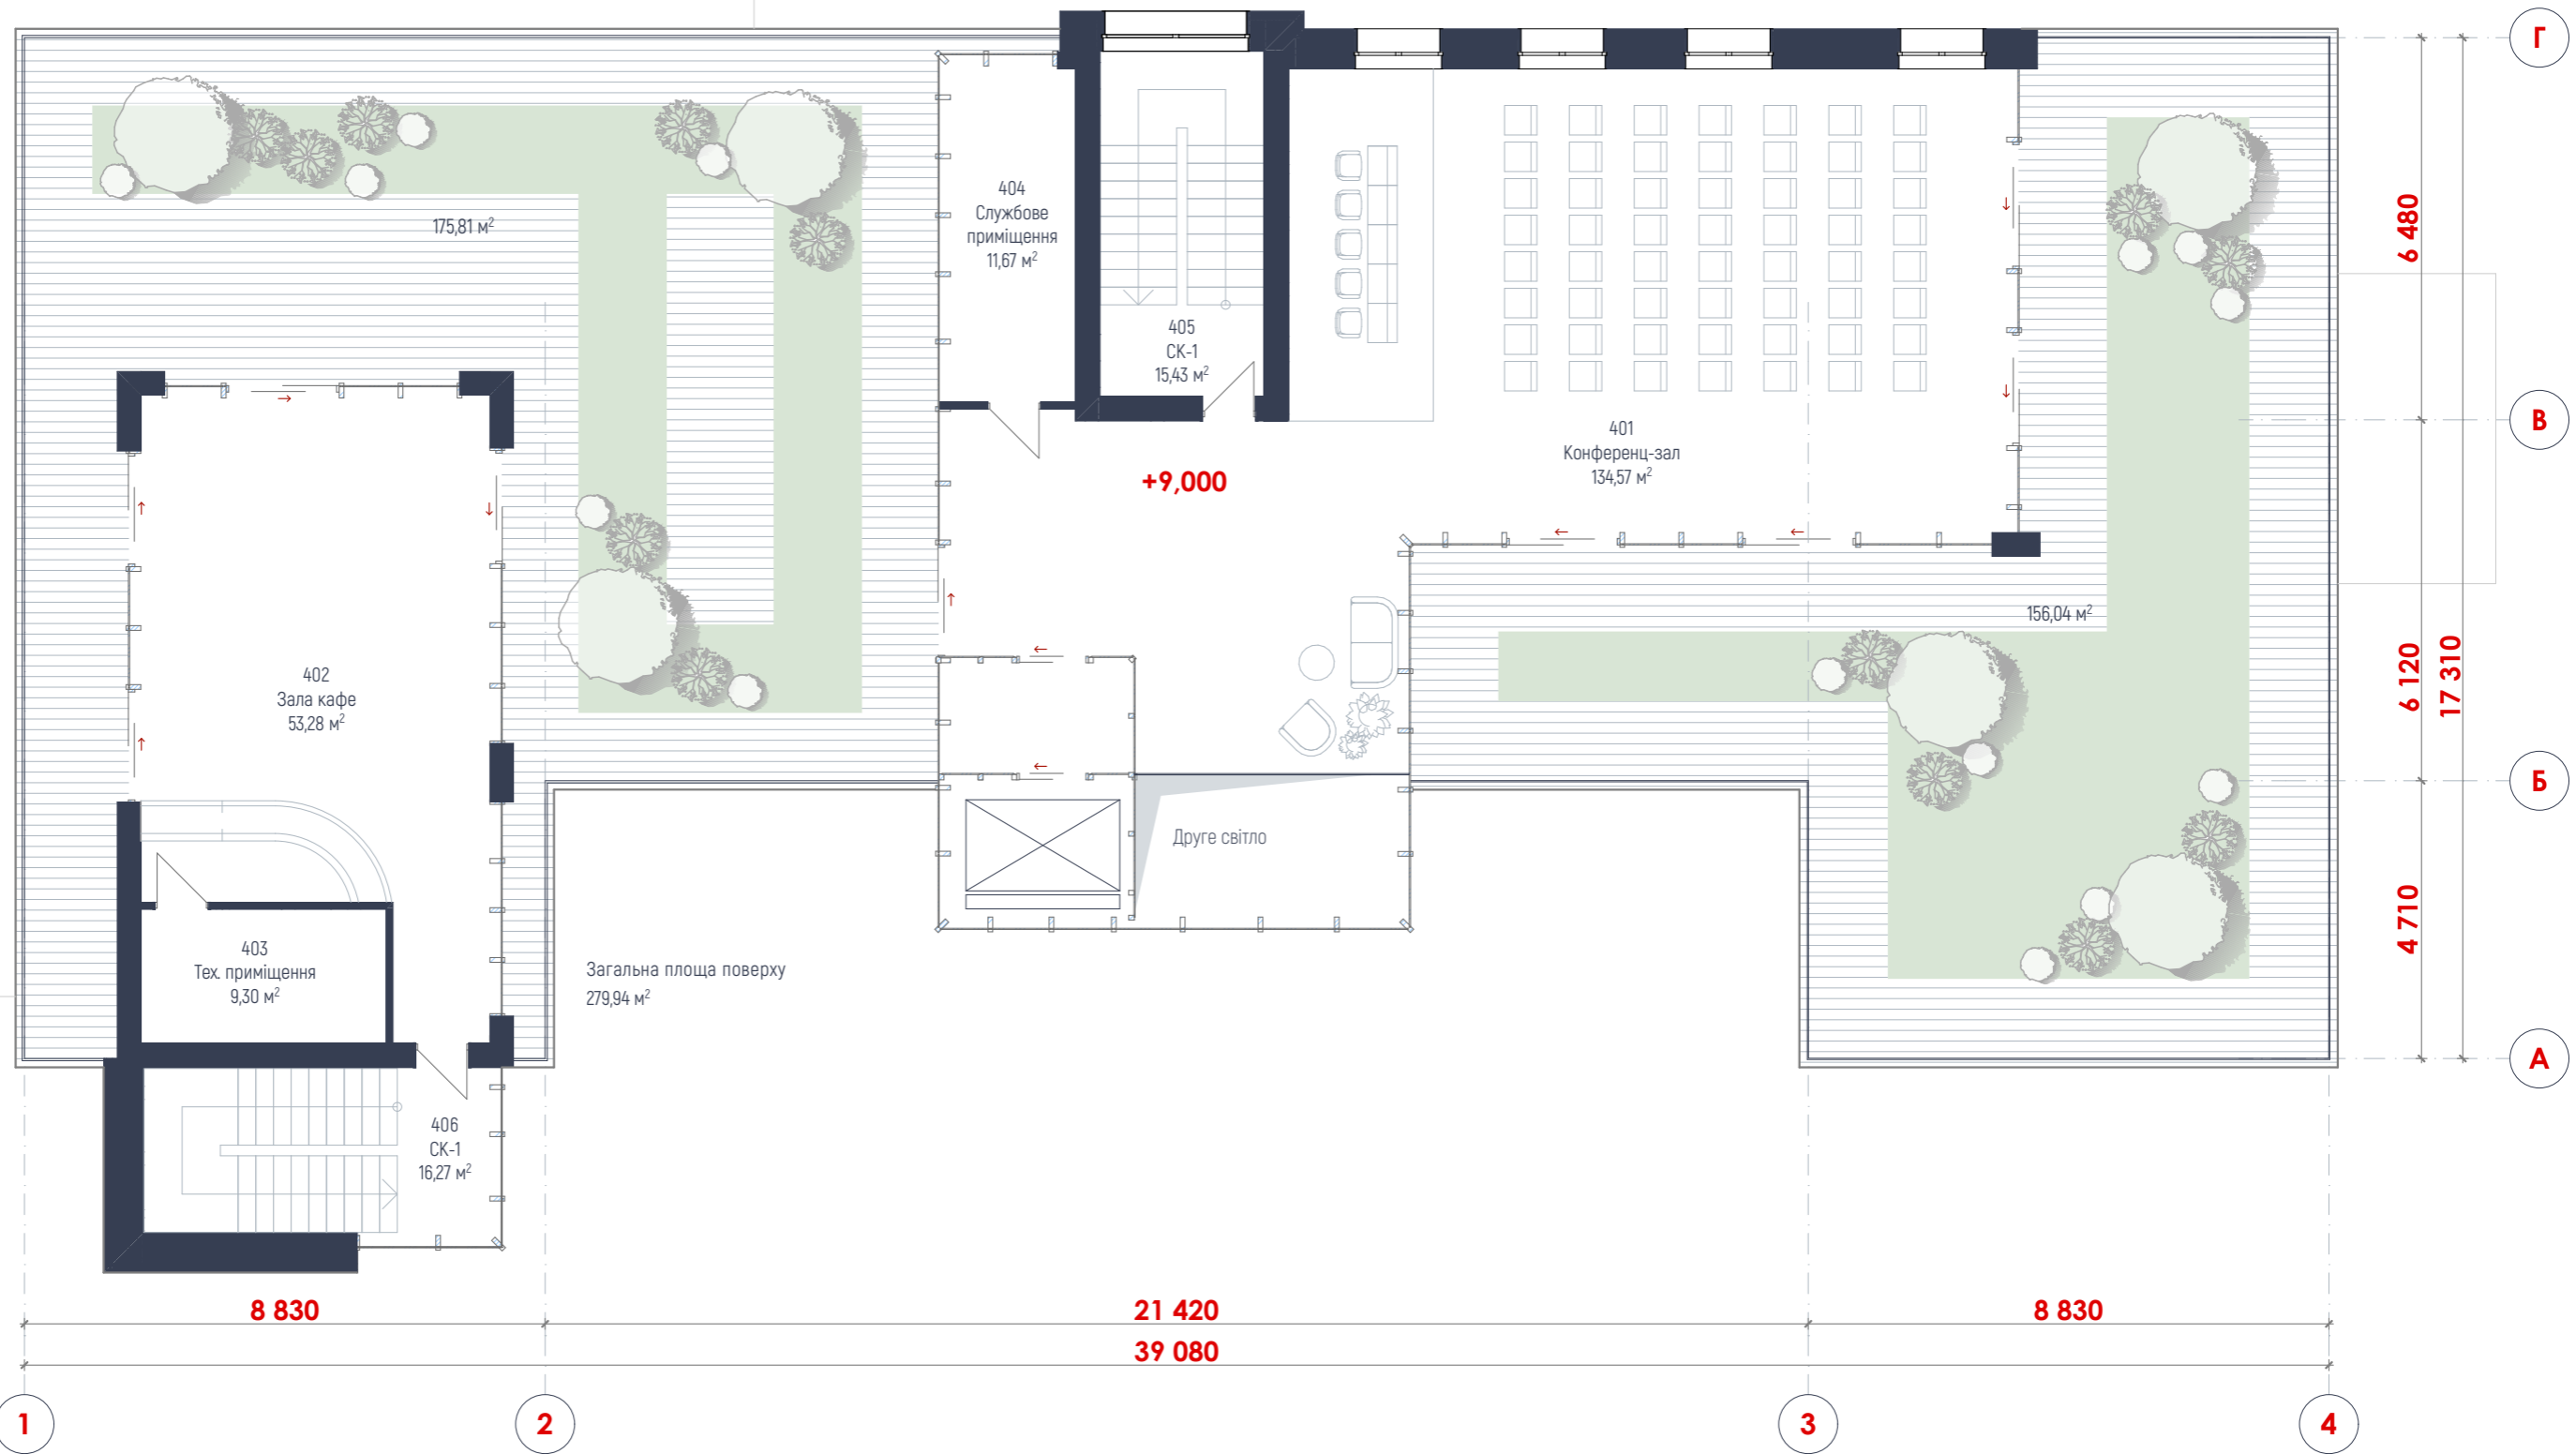 Г
175,81 м²
404
Службове
приміщення
11,67 м²
405
СК-1
15,43 м²
6 480
401
Конференц-зал
134,57 м²
В
+9,000
156,04 м²
6 120
17 310
402
Зала кафе
53,28 м²
Б
Друге світло
4 710
403
Тех. приміщення
9,30 м²
Загальна площа поверху
279,94 м²
А
406
СК-1
16,27 м²
8 830
21 420
8 830
39 080
1
2
3
4